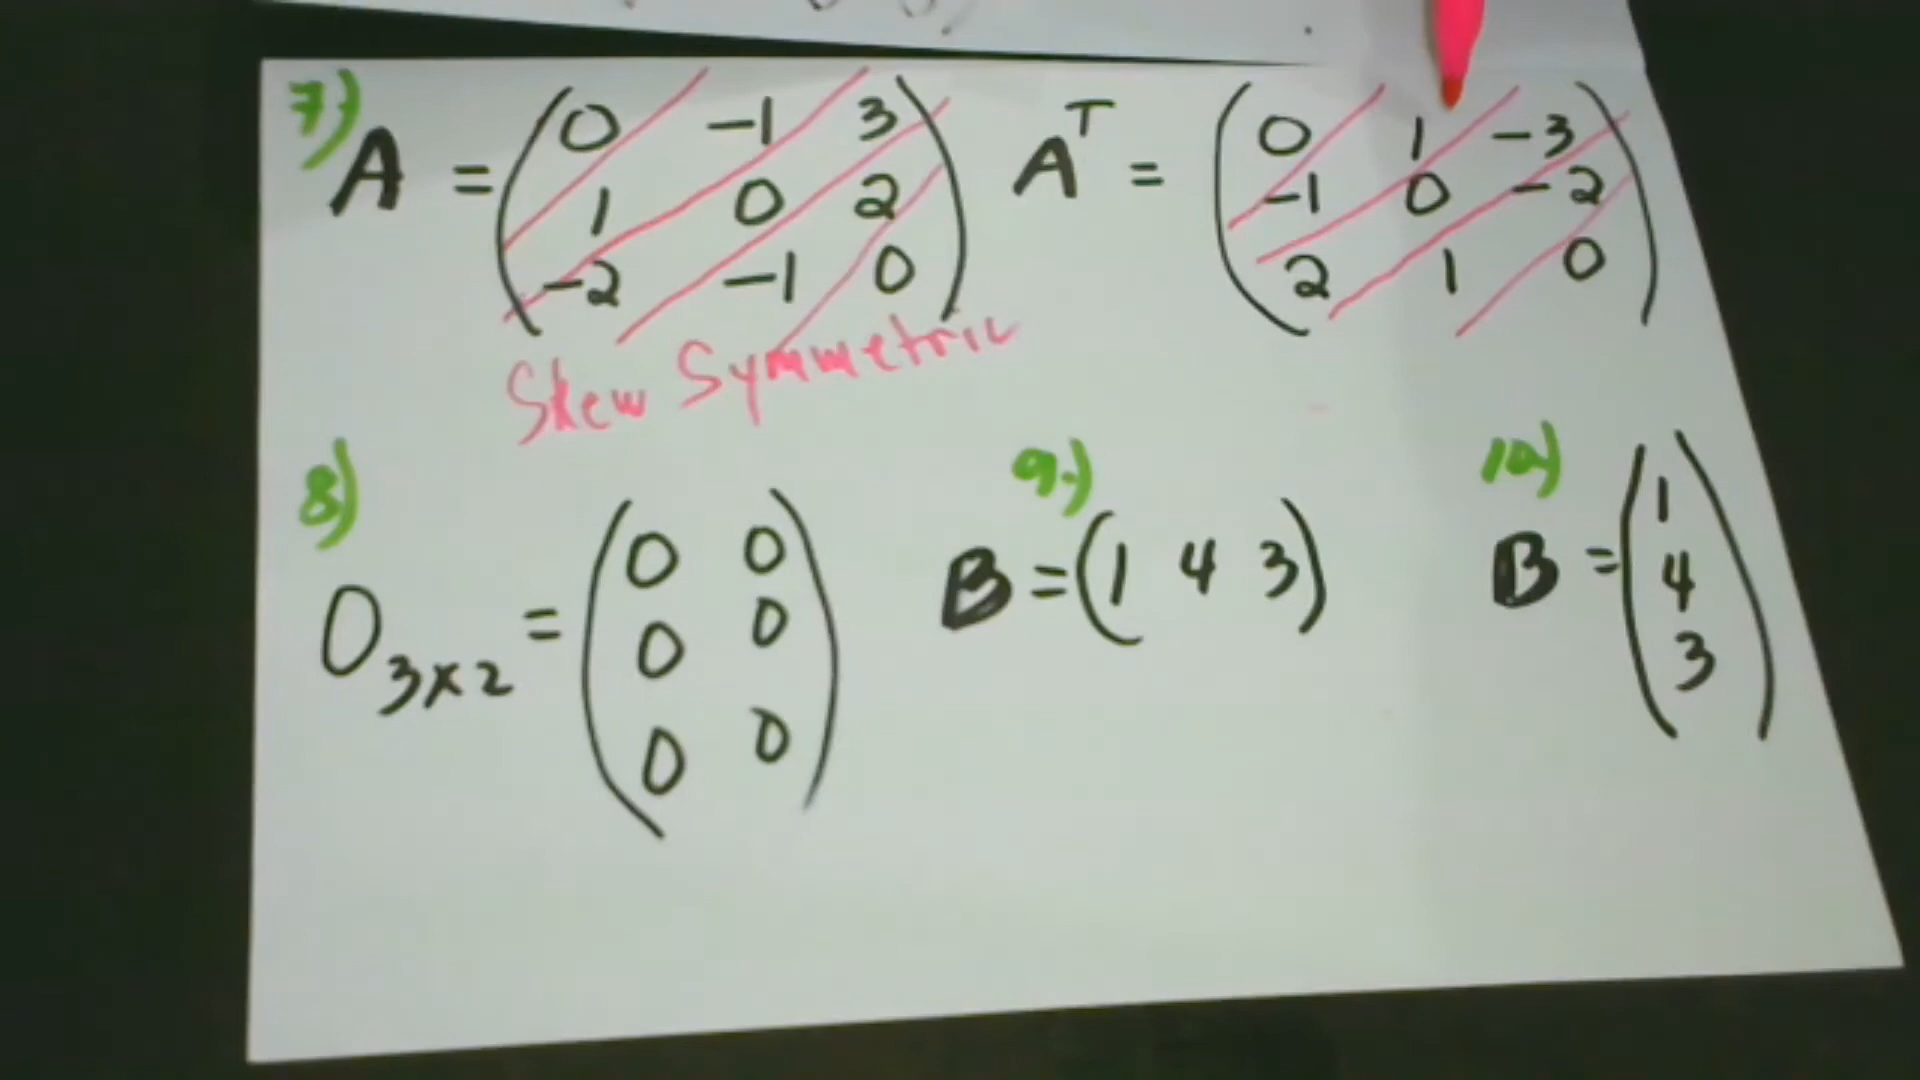 7) A = ( 0 -1 3 A^T = ( 0 1 -3
1 0 2 -1 0 -2
-2 -1 0 ) 2 1 0 )
Skew Symmetric
8) O3x2 = ( 0 0
0 0
0 0 )
9.) B = ( 1 4 3 )
10) B = ( 1
4
3 )